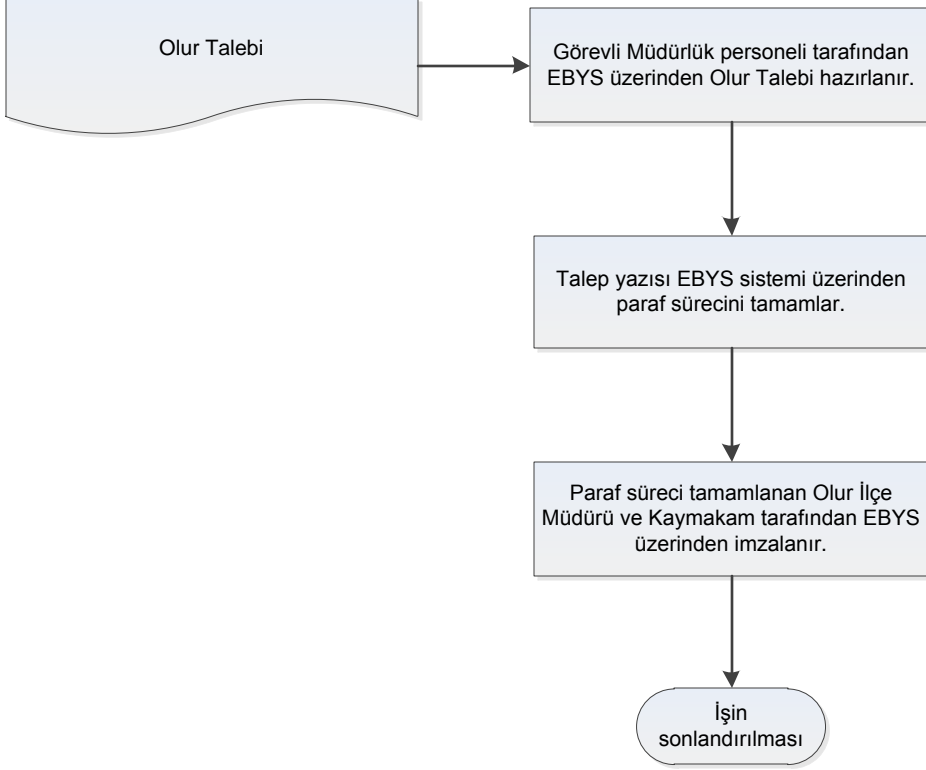 Olur Talebi
Görevli Müdürlük personeli tarafından
EBYS üzerinden Olur Talebi hazırlanır.
Talep yazısı EBYS sistemi üzerinden
paraf sürecini tamamlar.
Paraf süreci tamamlanan Olur İlçe
Müdürü ve Kaymakam tarafından EBYS
üzerinden imzalanır.
İşin
sonlandırılması